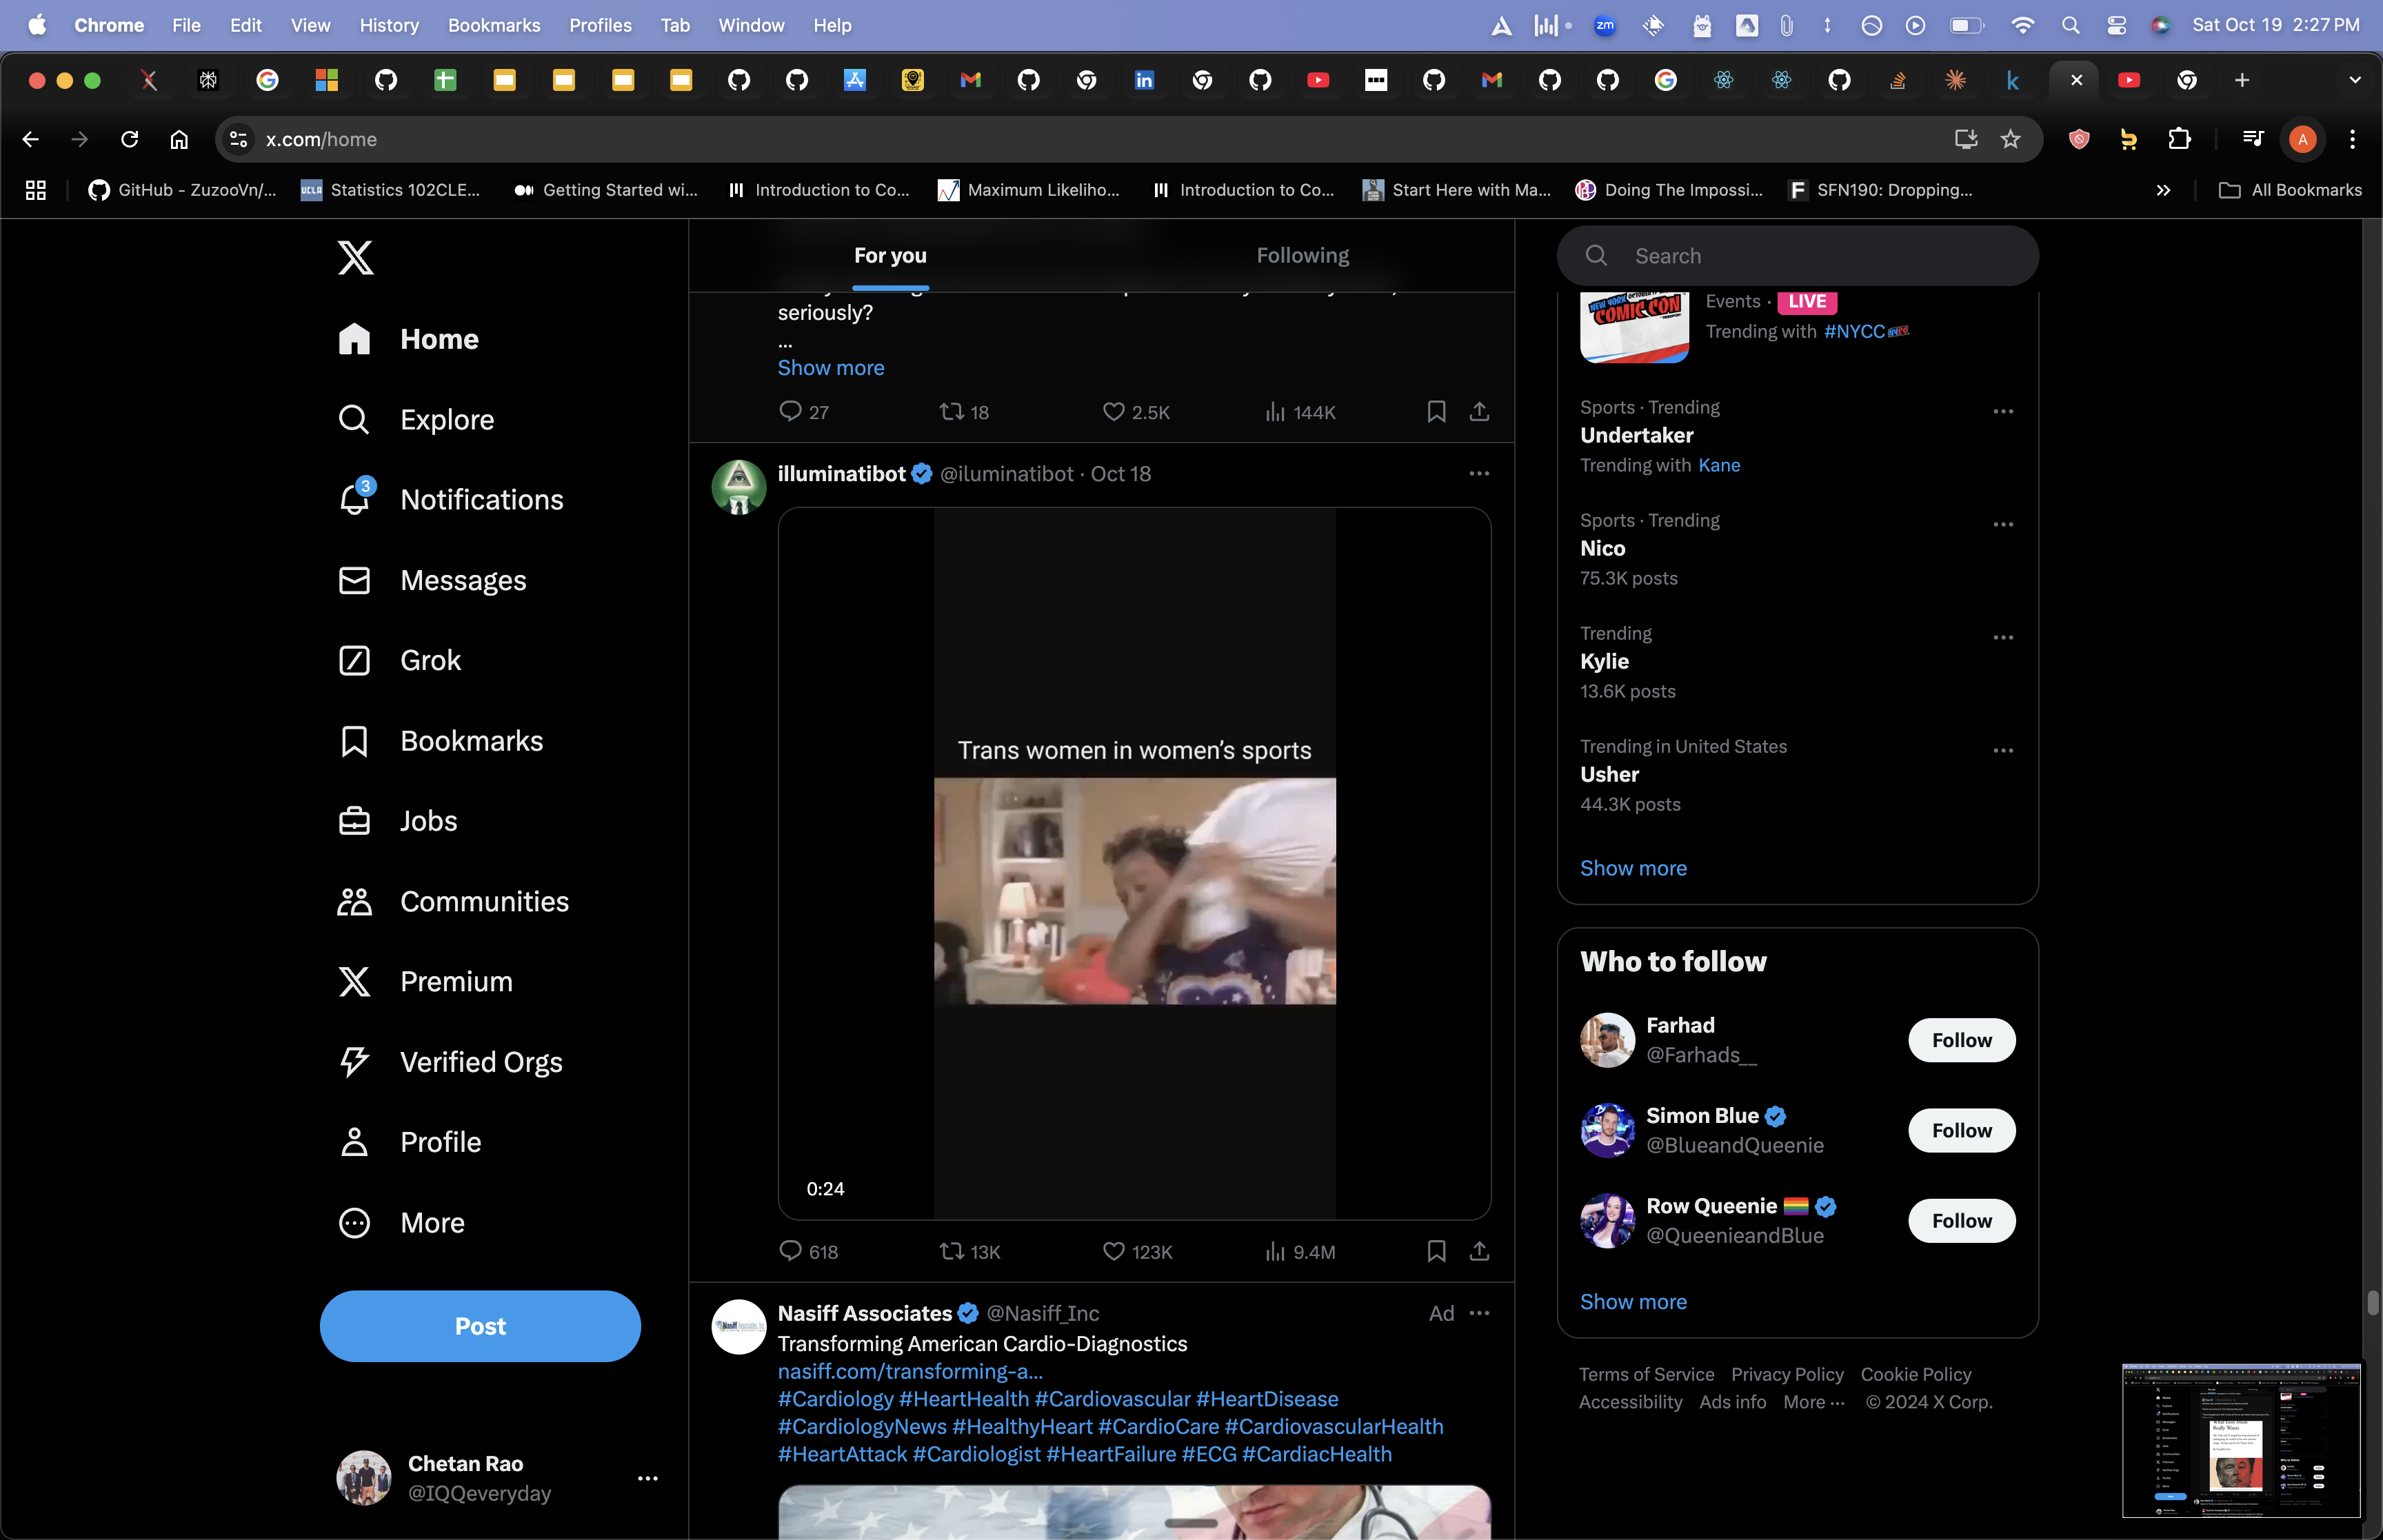 Chrome File Edit View History Bookmarks Profiles Tab Window Help
zm
Sat Oct 19 2:27 PM
x.com/home
A
GitHub - ZuzooVn/...
UCLA
Statistics 102CLE...
Getting Started wi...
Introduction to Co...
Maximum Likeliho...
Introduction to Co...
Start Here with Ma...
Doing The Impossi...
SFN190: Dropping...
All Bookmarks
Home
Explore
3
Notifications
Messages
Grok
Bookmarks
Jobs
Communities
Premium
Verified Orgs
Profile
More
Post
Chetan Rao
@IQQeveryday
For you
Following
seriously?
...
Show more
27 18 2.5K 144K
illuminatibot @iluminatibot · Oct 18
Trans women in women's sports
0:24
618 13K 123K 9.4M
Nasiff Associates @Nasiff_Inc Ad
Transforming American Cardio-Diagnostics
nasiff.com/transforming-a...
#Cardiology #HeartHealth #Cardiovascular #HeartDisease
#CardiologyNews #HealthyHeart #CardioCare #CardiovascularHealth
#HeartAttack #Cardiologist #HeartFailure #ECG #CardiacHealth
Search
NEW YORK
COMIC CON
Events · LIVE
Trending with #NYCC
Sports · Trending
Undertaker
Trending with Kane
Sports · Trending
Nico
75.3K posts
Trending
Kylie
13.6K posts
Trending in United States
Usher
44.3K posts
Show more
Who to follow
Farhad
@Farhads__
Follow
Simon Blue
@BlueandQueenie
Follow
Row Queenie
@QueenieandBlue
Follow
Show more
Terms of Service Privacy Policy Cookie Policy
Accessibility Ads info More ··· © 2024 X Corp.